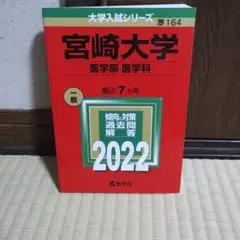 大学入試シリーズ
164
宮崎大学
医学部 医学科
一般
最近7ヵ年
傾向と対策
過去問
解答
2022
教学社